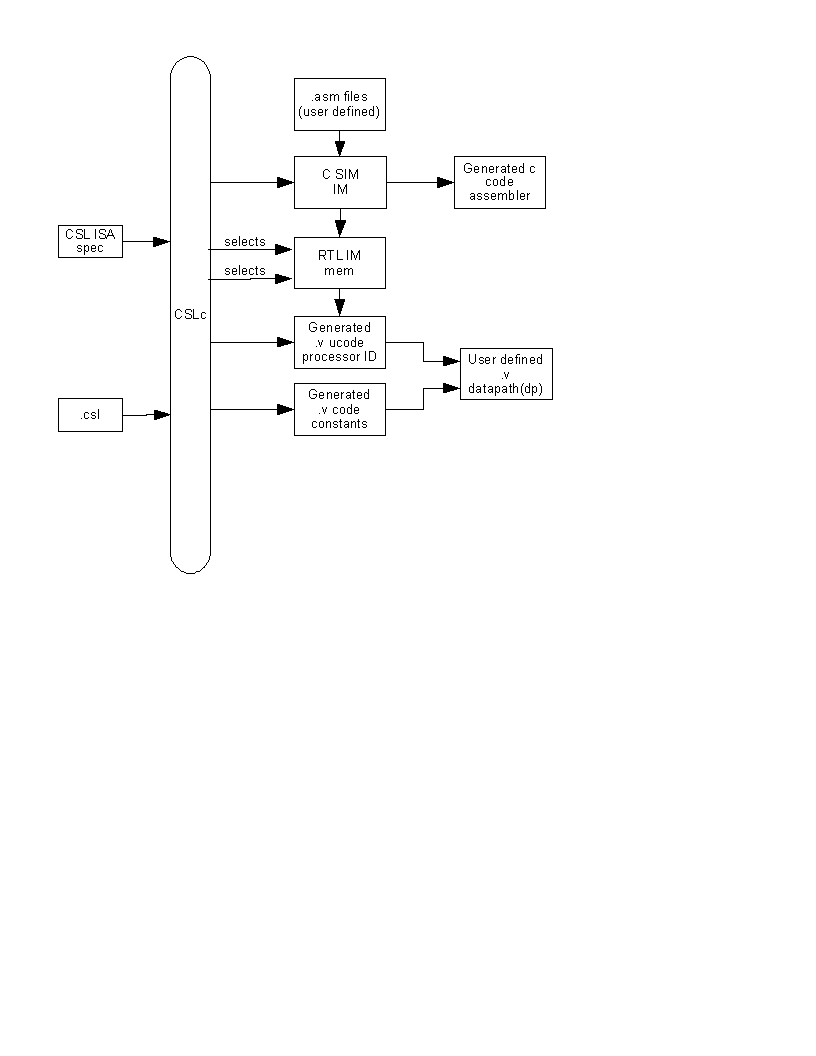 .asm files
(user defined)
C SIM
IM
Generated c
code
assembler
CSL ISA
spec
selects
selects
RTL IM
mem
CSLc
Generated
.v ucode
processor ID
User defined
.v
datapath(dp)
Generated
.v code
constants
.csl